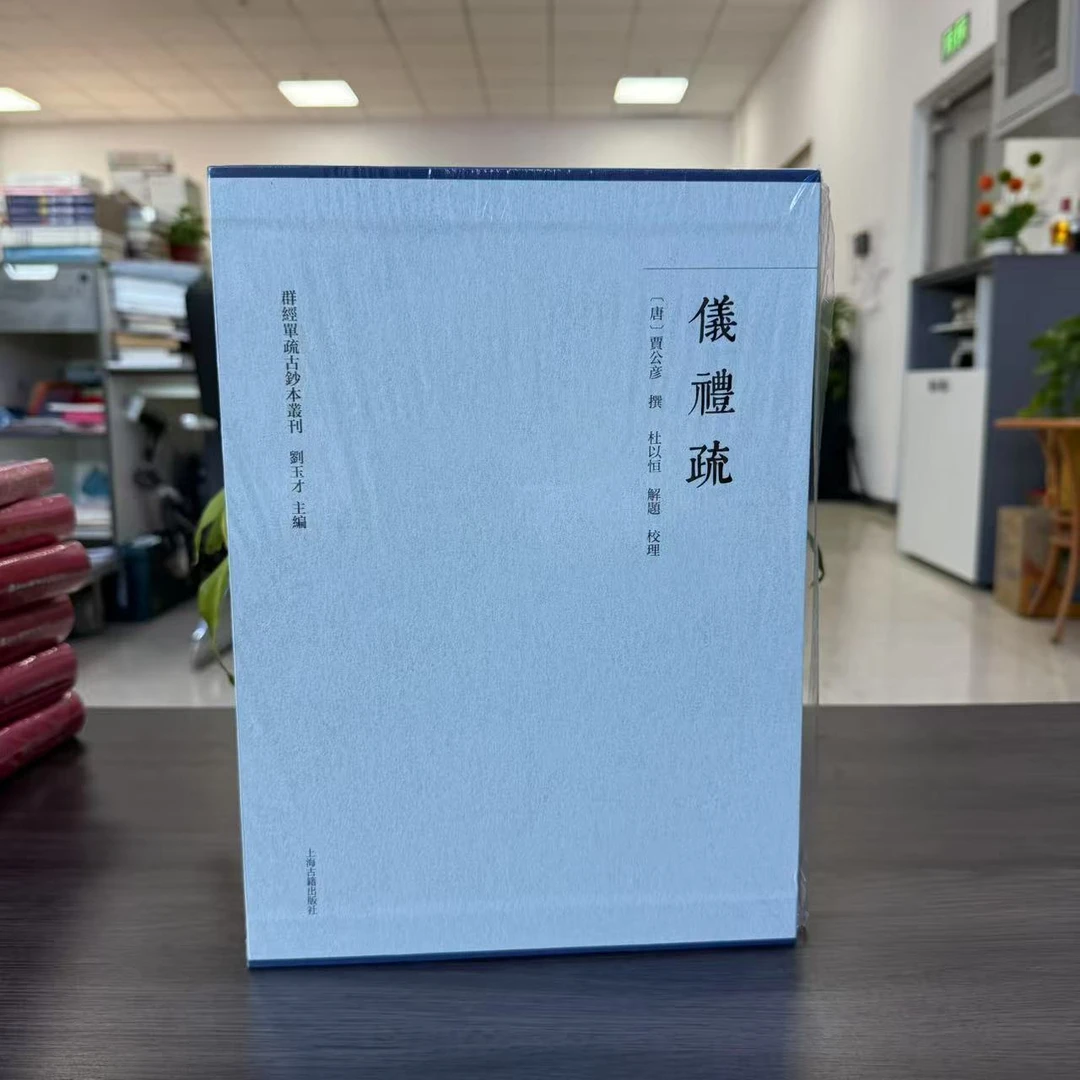 儀禮疏
〔唐〕賈公彦 撰 杜以恒 解題 校理
群經單疏古鈔本叢刊 劉玉才 主編
上海古籍出版社